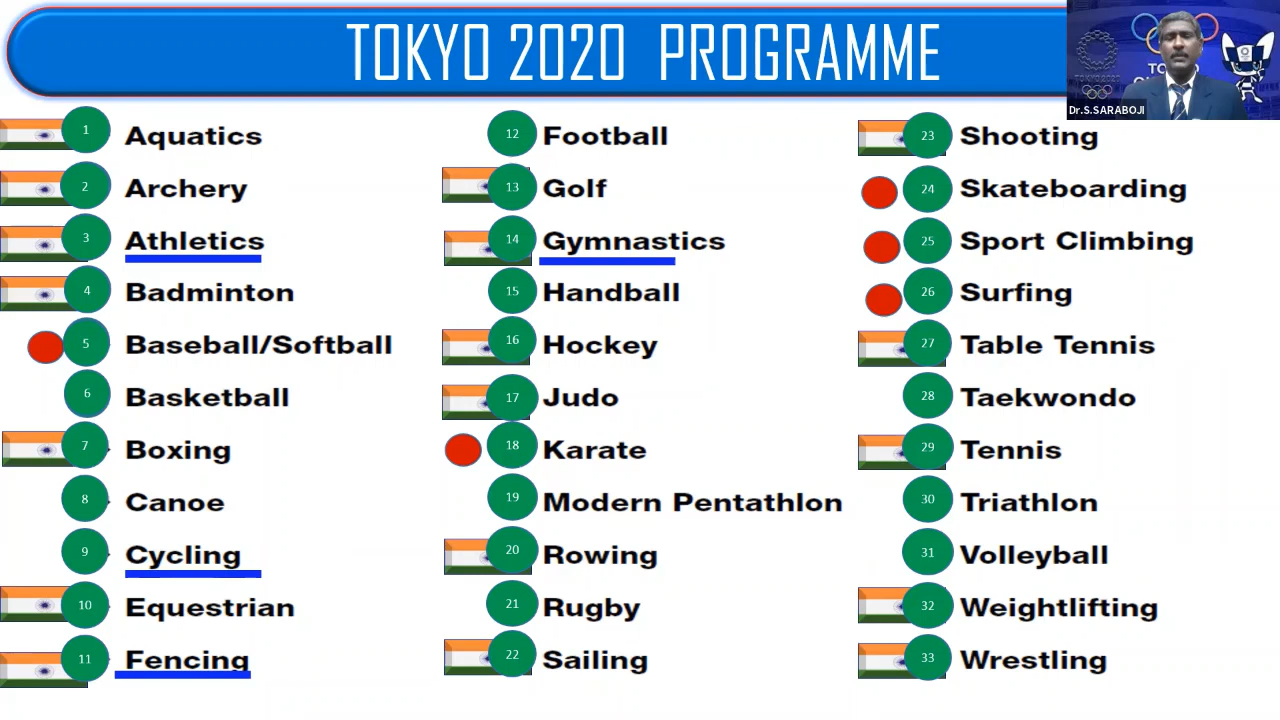 TOKYO 2020 PROGRAMME
Dr.S.SARABOJI
1 Aquatics
2 Archery
3 Athletics
4 Badminton
5 Baseball/Softball
6 Basketball
7 Boxing
8 Canoe
9 Cycling
10 Equestrian
11 Fencing
12 Football
13 Golf
14 Gymnastics
15 Handball
16 Hockey
17 Judo
18 Karate
19 Modern Pentathlon
20 Rowing
21 Rugby
22 Sailing
23 Shooting
24 Skateboarding
25 Sport Climbing
26 Surfing
27 Table Tennis
28 Taekwondo
29 Tennis
30 Triathlon
31 Volleyball
32 Weightlifting
33 Wrestling